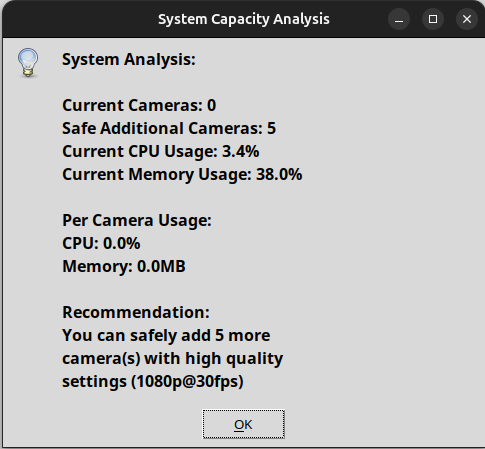 System Capacity Analysis
System Analysis:
Current Cameras: 0
Safe Additional Cameras: 5
Current CPU Usage: 3.4%
Current Memory Usage: 38.0%
Per Camera Usage:
CPU: 0.0%
Memory: 0.0MB
Recommendation:
You can safely add 5 more
camera(s) with high quality
settings (1080p@30fps)
OK